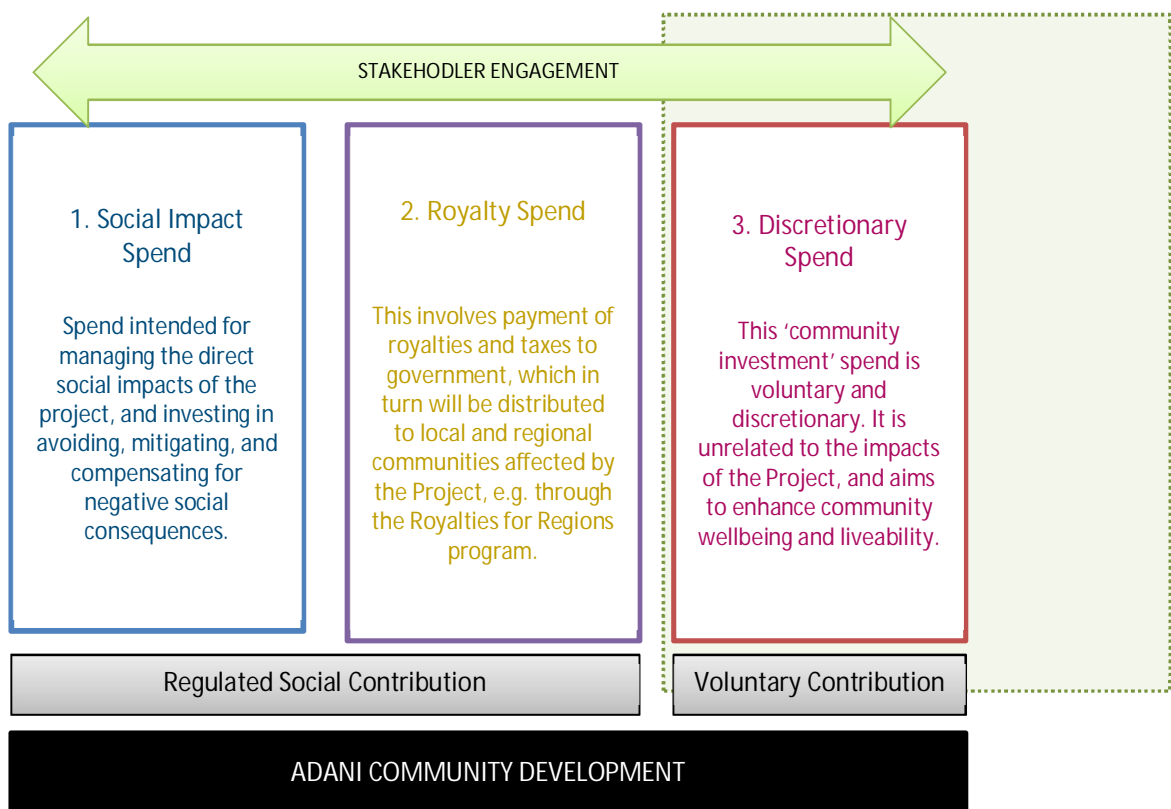 STAKEHODLER ENGAGEMENT
1. Social Impact
Spend
Spend intended for
managing the direct
social impacts of the
project, and investing in
avoiding, mitigating, and
compensating for
negative social
consequences.
2. Royalty Spend
This involves payment of
royalties and taxes to
government, which in
turn will be distributed
to local and regional
communities affected by
the Project, e.g. through
the Royalties for Regions
program.
3. Discretionary
Spend
This ‘community
investment’ spend is
voluntary and
discretionary. It is
unrelated to the impacts
of the Project, and aims
to enhance community
wellbeing and liveability.
Regulated Social Contribution
Voluntary Contribution
ADANI COMMUNITY DEVELOPMENT